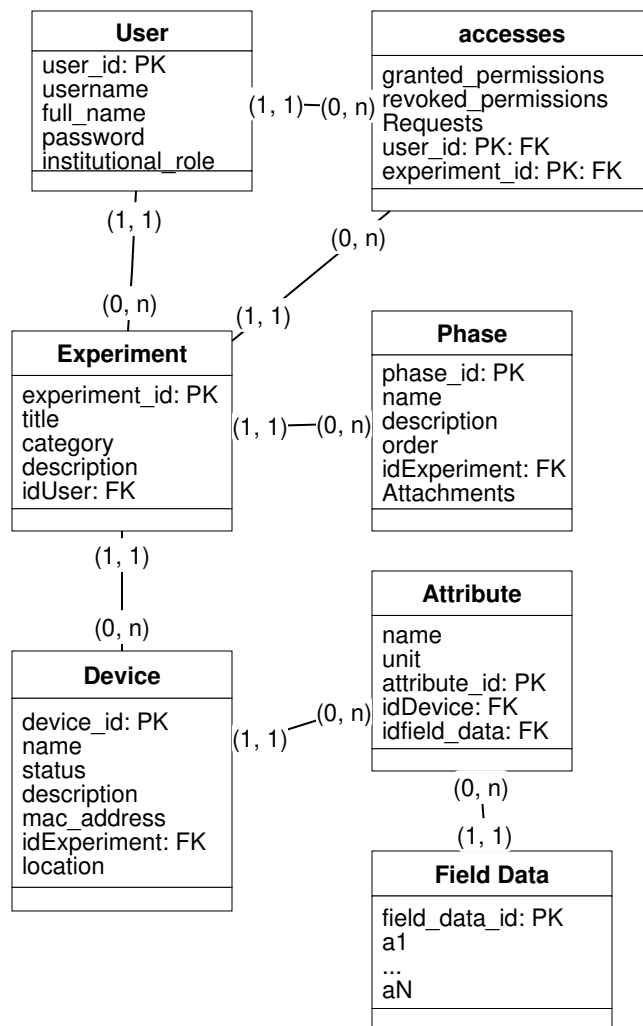 User
user_id: PK
username
full_name
password
institutional_role
(1, 1)
(0, n)
accesses
granted_permissions
revoked_permissions
Requests
user_id: PK: FK
experiment_id: PK: FK
(1, 1)
(0, n)
(0, n)
(1, 1)
Experiment
experiment_id: PK
title
category
description
idUser: FK
(1, 1)
(0, n)
Phase
phase_id: PK
name
description
order
idExperiment: FK
Attachments
(1, 1)
(0, n)
Device
device_id: PK
name
status
description
mac_address
idExperiment: FK
location
(1, 1)
(0, n)
Attribute
name
unit
attribute_id: PK
idDevice: FK
idfield_data: FK
(0, n)
(1, 1)
Field Data
field_data_id: PK
a1
...
aN